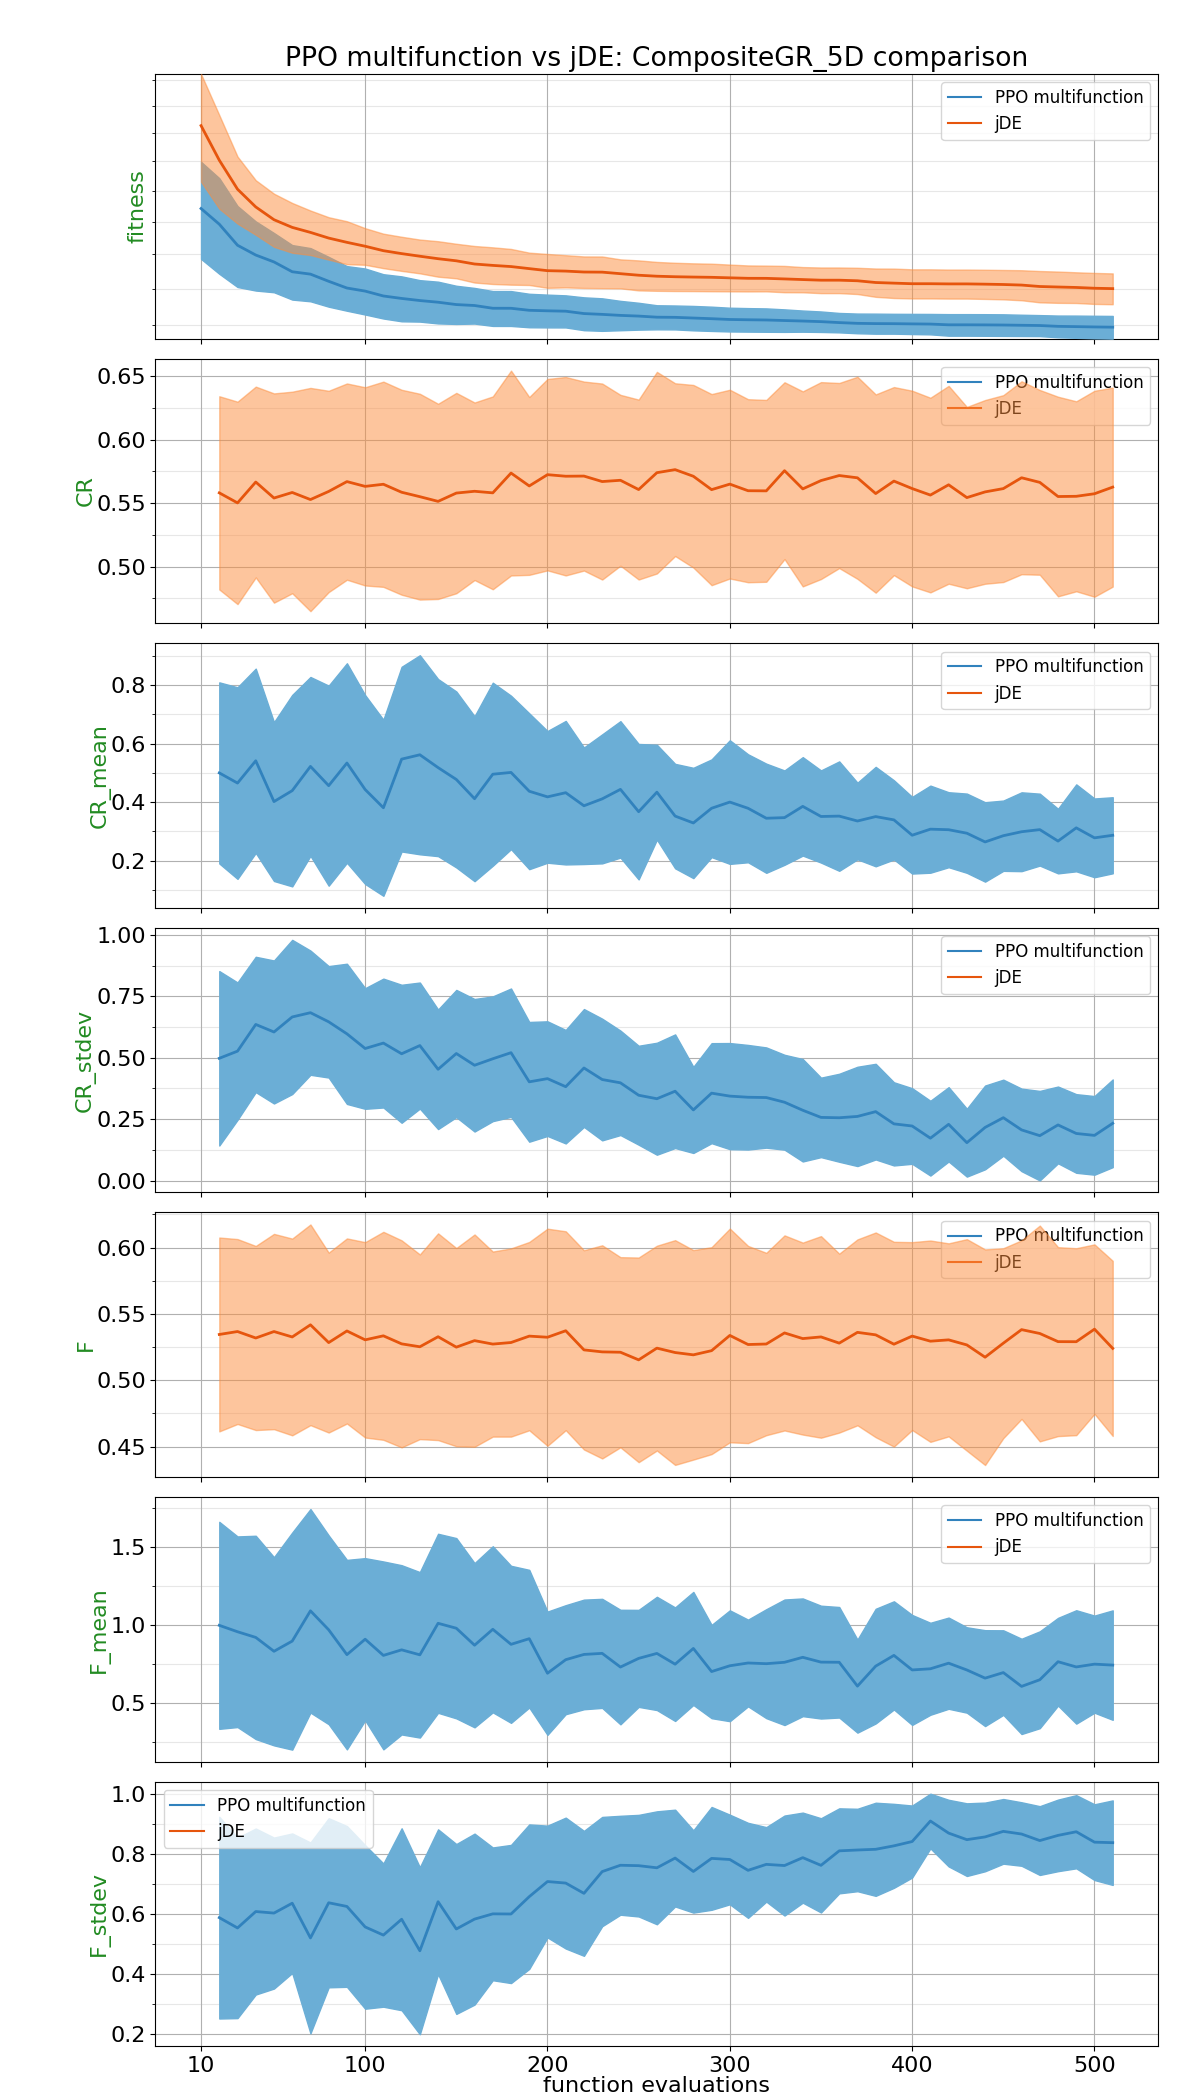 PPO multifunction vs jDE: CompositeGR_5D comparison
fitness
PPO multifunction
jDE
CR
0.65
0.60
0.55
0.50
PPO multifunction
jDE
CR_mean
0.8
0.6
0.4
0.2
PPO multifunction
jDE
CR_stdev
1.00
0.75
0.50
0.25
0.00
PPO multifunction
jDE
F
0.60
0.55
0.50
0.45
PPO multifunction
jDE
F_mean
1.5
1.0
0.5
PPO multifunction
jDE
F_stdev
1.0
0.8
0.6
0.4
0.2
PPO multifunction
jDE
10 100 200 300 400 500
function evaluations